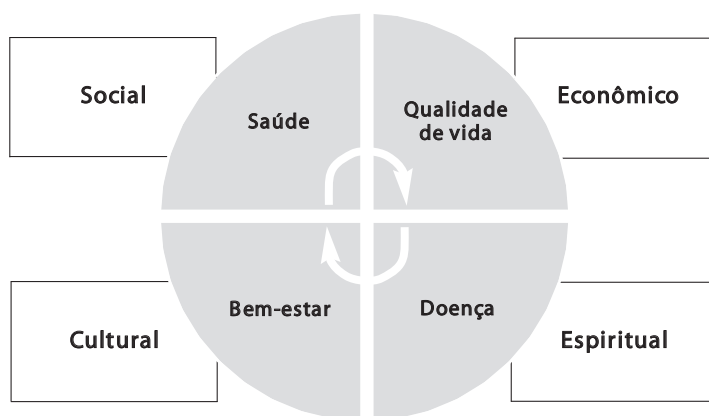 Social
Saúde
Qualidade
de vida
Econômico
Cultural
Bem-estar
Doença
Espiritual